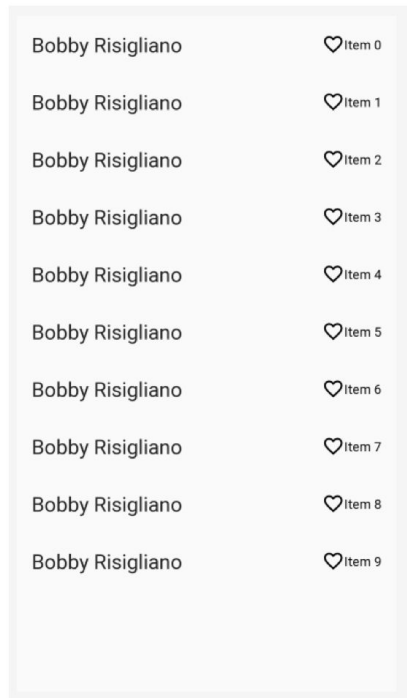 Bobby Risigliano Item 0
Bobby Risigliano Item 1
Bobby Risigliano Item 2
Bobby Risigliano Item 3
Bobby Risigliano Item 4
Bobby Risigliano Item 5
Bobby Risigliano Item 6
Bobby Risigliano Item 7
Bobby Risigliano Item 8
Bobby Risigliano Item 9